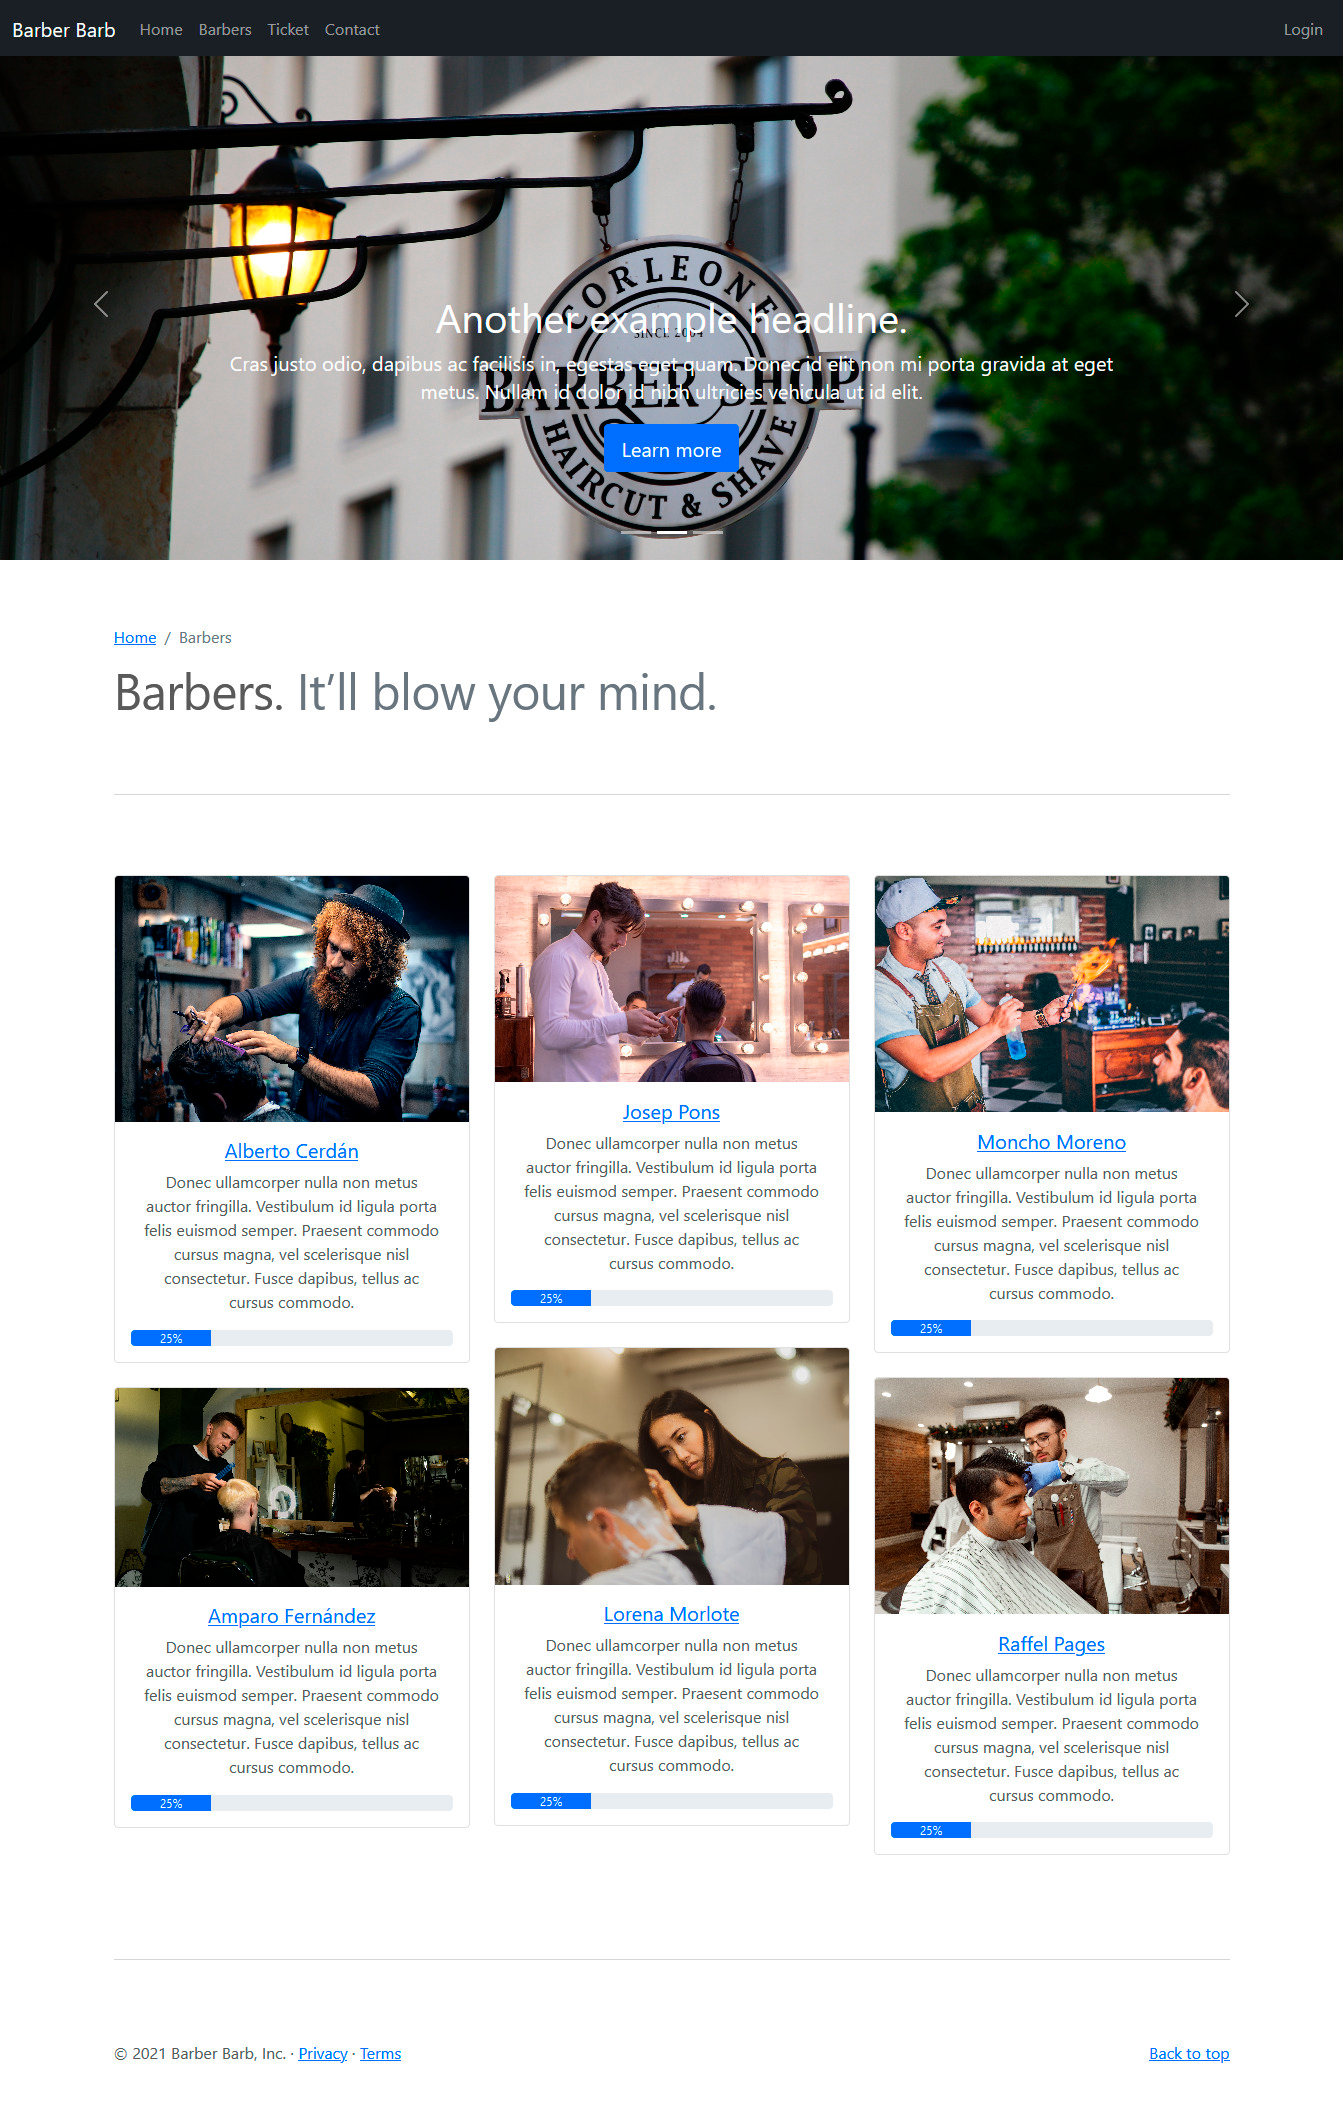 Barber Barb Home Barbers Ticket Contact Login
CORLEONE
SINCE 2004
BARBER SHOP
HAIRCUT & SHAVE
Another example headline.
Cras justo odio, dapibus ac facilisis in, egestas eget quam. Donec id elit non mi porta gravida at eget
metus. Nullam id dolor id nibh ultricies vehicula ut id elit.
Learn more
Home / Barbers
Barbers. It’ll blow your mind.
Alberto Cerdán
Donec ullamcorper nulla non metus
auctor fringilla. Vestibulum id ligula porta
felis euismod semper. Praesent commodo
cursus magna, vel scelerisque nisl
consectetur. Fusce dapibus, tellus ac
cursus commodo.
25%
Josep Pons
Donec ullamcorper nulla non metus
auctor fringilla. Vestibulum id ligula porta
felis euismod semper. Praesent commodo
cursus magna, vel scelerisque nisl
consectetur. Fusce dapibus, tellus ac
cursus commodo.
25%
Moncho Moreno
Donec ullamcorper nulla non metus
auctor fringilla. Vestibulum id ligula porta
felis euismod semper. Praesent commodo
cursus magna, vel scelerisque nisl
consectetur. Fusce dapibus, tellus ac
cursus commodo.
25%
Amparo Fernández
Donec ullamcorper nulla non metus
auctor fringilla. Vestibulum id ligula porta
felis euismod semper. Praesent commodo
cursus magna, vel scelerisque nisl
consectetur. Fusce dapibus, tellus ac
cursus commodo.
25%
Lorena Morlote
Donec ullamcorper nulla non metus
auctor fringilla. Vestibulum id ligula porta
felis euismod semper. Praesent commodo
cursus magna, vel scelerisque nisl
consectetur. Fusce dapibus, tellus ac
cursus commodo.
25%
Raffel Pages
Donec ullamcorper nulla non metus
auctor fringilla. Vestibulum id ligula porta
felis euismod semper. Praesent commodo
cursus magna, vel scelerisque nisl
consectetur. Fusce dapibus, tellus ac
cursus commodo.
25%
© 2021 Barber Barb, Inc. · Privacy · Terms Back to top